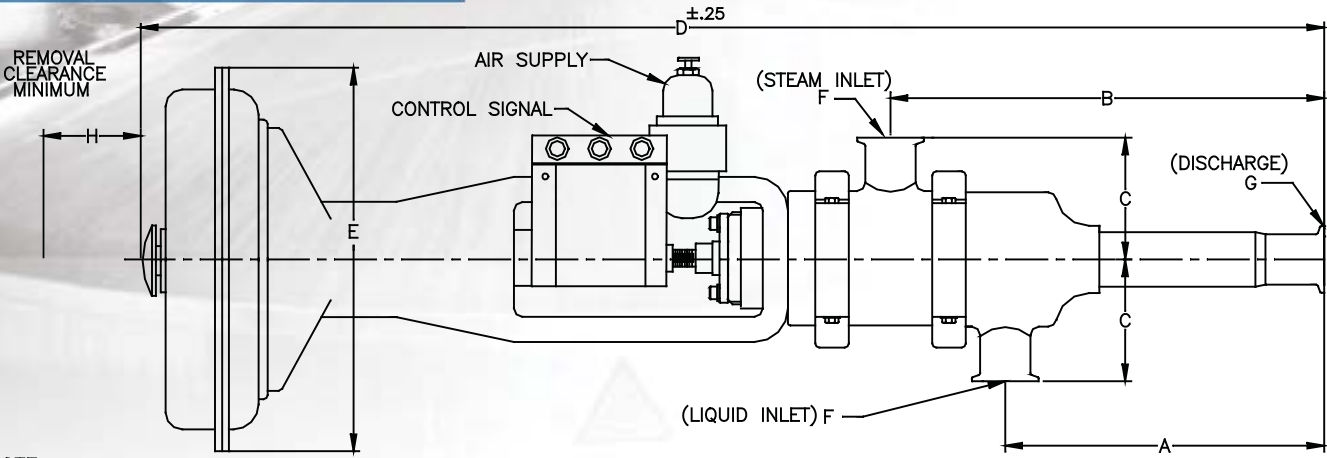 ±.25
D
REMOVAL
CLEARANCE
MINIMUM
AIR SUPPLY
(STEAM INLET)
F
B
CONTROL SIGNAL
H
(DISCHARGE)
G
C
E
C
(LIQUID INLET) F
A